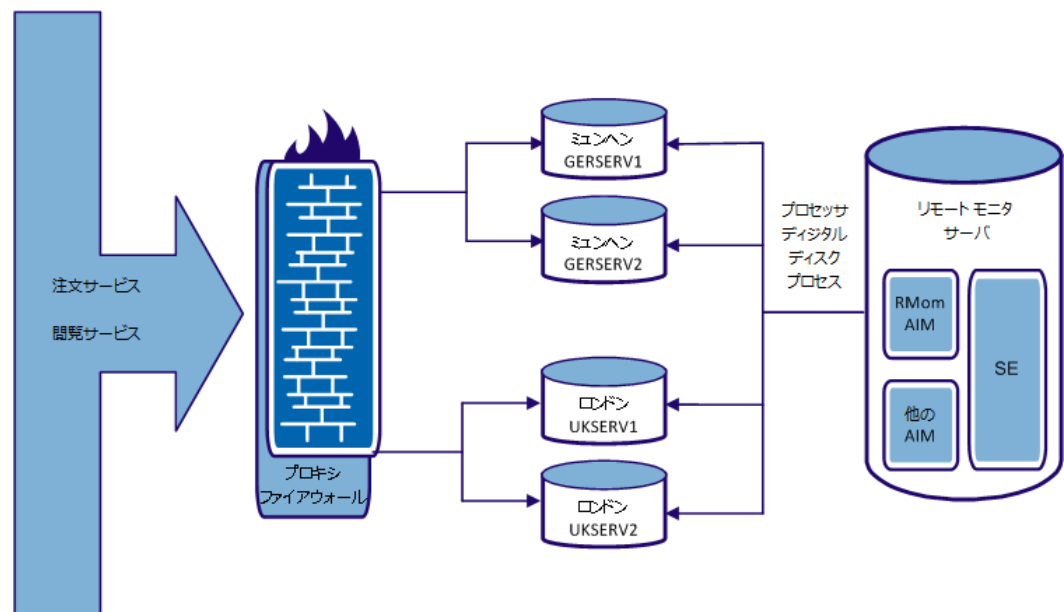 注文サービス
閲覧サービス
プロキシ
ファイアウォール
ミュンヘン
GERSERV1
ミュンヘン
GERSERV2
ロンドン
UKSERV1
ロンドン
UKSERV2
プロセッサ
ディジタル
ディスク
プロセス
リモート モニタ
サーバ
RMom
AIM
他の
AIM
SE